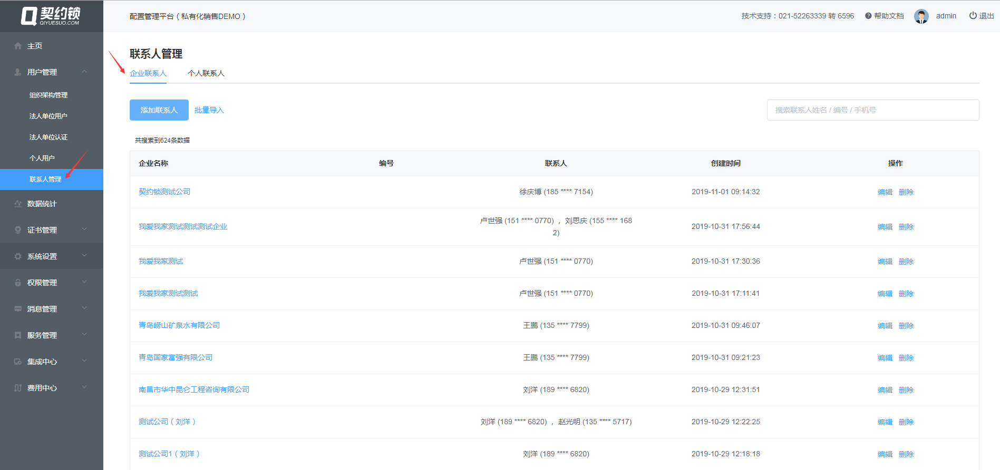 契约锁
QIYUESUO.COM
配置管理平台（私有化销售DEMO）
技术支持：021-52263339 转 6596
帮助文档
admin
退出
主页
用户管理
组织架构管理
法人单位用户
法人单位认证
个人用户
联系人管理
数据统计
证书管理
系统设置
权限管理
消息管理
服务管理
集成中心
费用中心
联系人管理
企业联系人 个人联系人
添加联系人 批量导入
搜索联系人姓名 / 编号 / 手机号
共搜索到624条数据
企业名称 编号 联系人 创建时间 操作
契约锁测试公司 徐庆博 (185 **** 7154) 2019-11-01 09:14:32 编辑 删除
我爱我家测试测试测试企业 卢世强 (151 **** 0770) ，刘思庆 (155 **** 168
2) 2019-10-31 17:56:44 编辑 删除
我爱我家测试 卢世强 (151 **** 0770) 2019-10-31 17:30:36 编辑 删除
我爱我家测试测试 卢世强 (151 **** 0770) 2019-10-31 17:11:41 编辑 删除
青岛崂山矿泉水有限公司 王鹏 (135 **** 7799) 2019-10-31 09:46:07 编辑 删除
青岛国家富强有限公司 王鹏 (135 **** 7799) 2019-10-31 09:21:23 编辑 删除
南昌市华中昆仑工程咨询有限公司 刘洋 (189 **** 6820) 2019-10-29 12:31:51 编辑 删除
测试公司（刘洋） 刘洋 (189 **** 6820) ，赵光明 (135 **** 5717) 2019-10-29 12:22:25 编辑 删除
测试公司1（刘洋） 刘洋 (189 **** 6820) 2019-10-29 12:18:18 编辑 删除